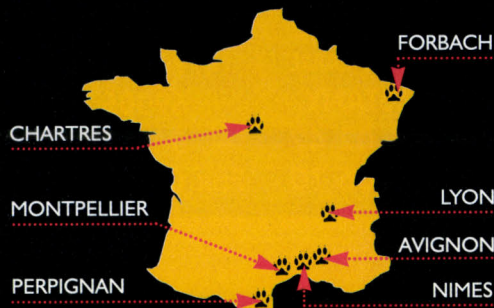 FORBACH
CHARTRES
MONTPELLIER
LYON
AVIGNON
PERPIGNAN
NIMES